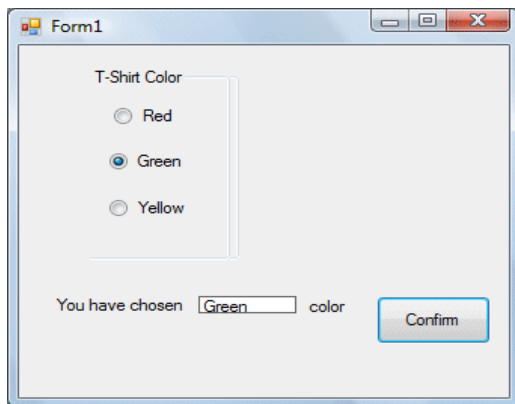 Form1
T-Shirt Color
Red
Green
Yellow
You have chosen Green color
Confirm